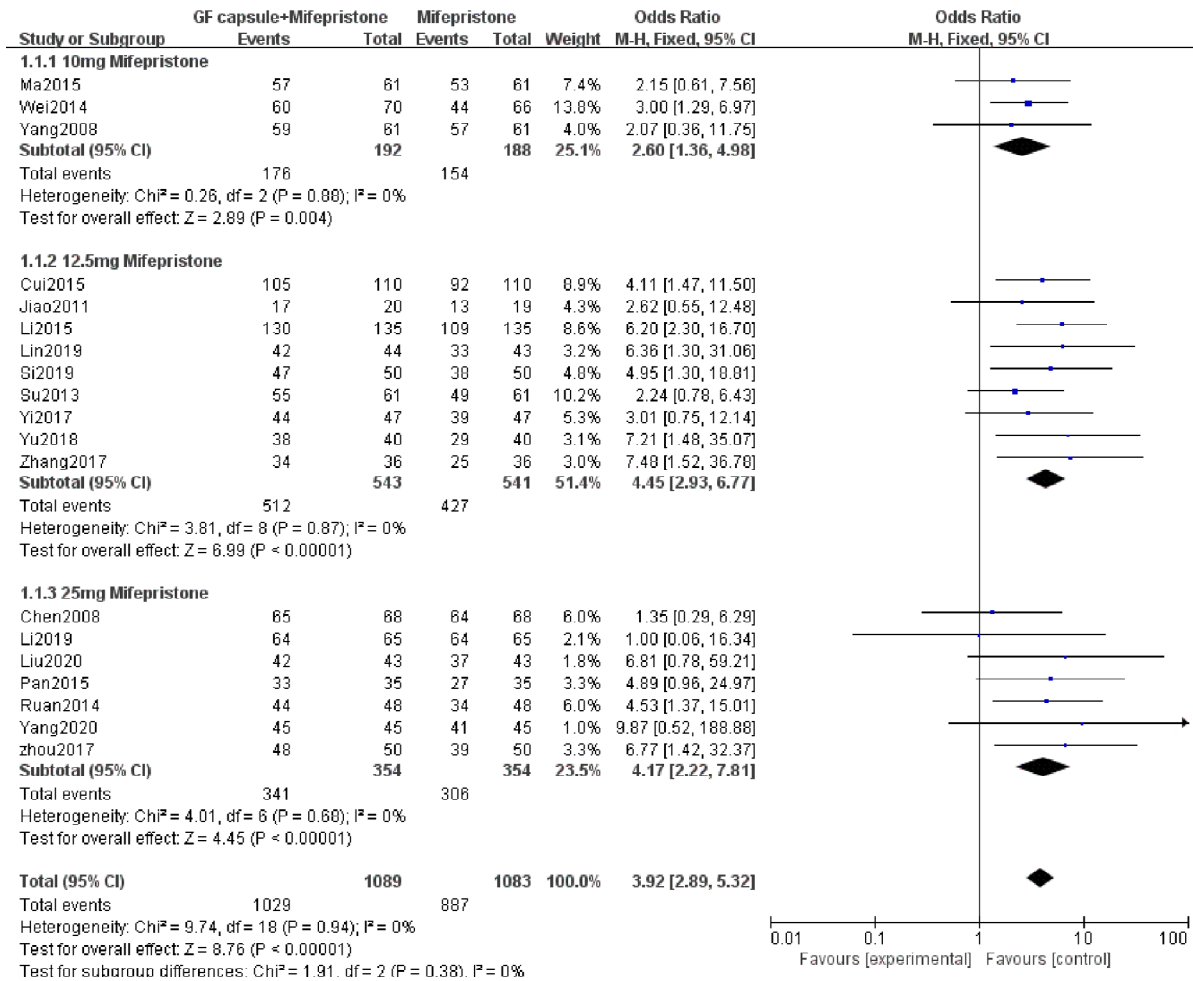 GF capsule+Mifepristone Mifepristone Odds Ratio Odds Ratio
Study or Subgroup Events Total Events Total Weight M-H, Fixed, 95% CI M-H, Fixed, 95% CI
1.1.1 10mg Mifepristone
Ma2015 57 61 53 61 7.4% 2.15 [0.61, 7.56]
Wei2014 60 70 44 66 13.8% 3.00 [1.29, 6.97]
Yang2008 59 61 57 61 4.0% 2.07 [0.36, 11.75]
Subtotal (95% CI) 192 188 25.1% 2.60 [1.36, 4.98]
Total events 176 154
Heterogeneity: Chi² = 0.26, df = 2 (P = 0.88); I² = 0%
Test for overall effect: Z = 2.89 (P = 0.004)
1.1.2 12.5mg Mifepristone
Cui2015 105 110 92 110 8.9% 4.11 [1.47, 11.50]
Jiao2011 17 20 13 19 4.3% 2.62 [0.55, 12.48]
Li2015 130 135 109 135 8.6% 6.20 [2.30, 16.70]
Lin2019 42 44 33 43 3.2% 6.36 [1.30, 31.06]
Si2019 47 50 38 50 4.8% 4.95 [1.30, 18.81]
Su2013 55 61 49 61 10.2% 2.24 [0.78, 6.43]
Yi2017 44 47 39 47 5.3% 3.01 [0.75, 12.14]
Yu2018 38 40 29 40 3.1% 7.21 [1.48, 35.07]
Zhang2017 34 36 25 36 3.0% 7.48 [1.52, 36.78]
Subtotal (95% CI) 543 541 51.4% 4.45 [2.93, 6.77]
Total events 512 427
Heterogeneity: Chi² = 3.81, df = 8 (P = 0.87); I² = 0%
Test for overall effect: Z = 6.99 (P < 0.00001)
1.1.3 25mg Mifepristone
Chen2008 65 68 64 68 6.0% 1.35 [0.29, 6.29]
Li2019 64 65 64 65 2.1% 1.00 [0.06, 16.34]
Liu2020 42 43 37 43 1.8% 6.81 [0.78, 59.21]
Pan2015 33 35 27 35 3.3% 4.89 [0.96, 24.97]
Ruan2014 44 48 34 48 6.0% 4.53 [1.37, 15.01]
Yang2020 45 45 41 45 1.0% 9.87 [0.52, 188.88]
zhou2017 48 50 39 50 3.3% 6.77 [1.42, 32.37]
Subtotal (95% CI) 354 354 23.5% 4.17 [2.22, 7.81]
Total events 341 306
Heterogeneity: Chi² = 4.01, df = 6 (P = 0.68); I² = 0%
Test for overall effect: Z = 4.45 (P < 0.00001)
Total (95% CI) 1089 1083 100.0% 3.92 [2.89, 5.32]
Total events 1029 887
Heterogeneity: Chi² = 9.74, df = 18 (P = 0.94); I² = 0%
Test for overall effect: Z = 8.76 (P < 0.00001)
Test for subgroup differences: Chi² = 1.91, df = 2 (P = 0.38), I² = 0%
0.01 0.1 1 10 100
Favours [experimental] Favours [control]